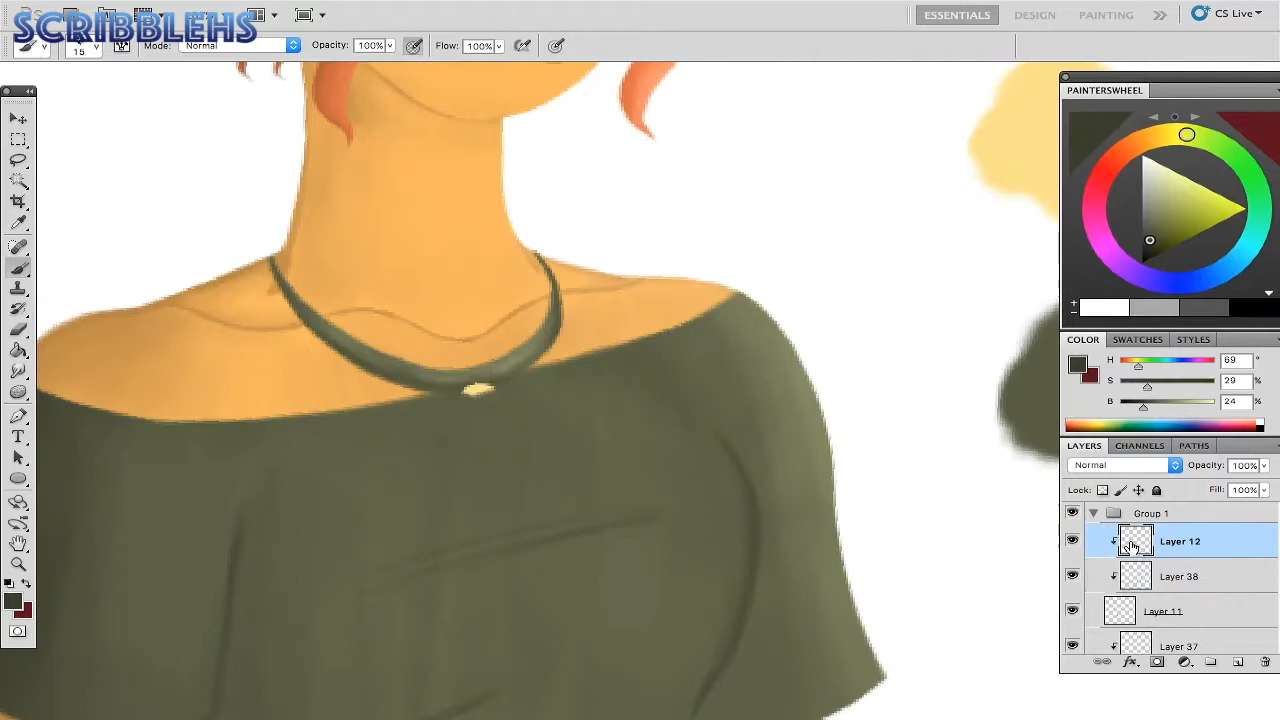 SCRIBBLEHS
ESSENTIALS DESIGN PAINTING CS Live
15 Mode: Normal Opacity: 100% Flow: 100%
PAINTERSWHEEL
COLOR SWATCHES STYLES
H 69 °
S 29 %
B 24 %
LAYERS CHANNELS PATHS
Normal Opacity: 100%
Lock: Fill: 100%
Group 1
Layer 12
Layer 38
Layer 11
Layer 37